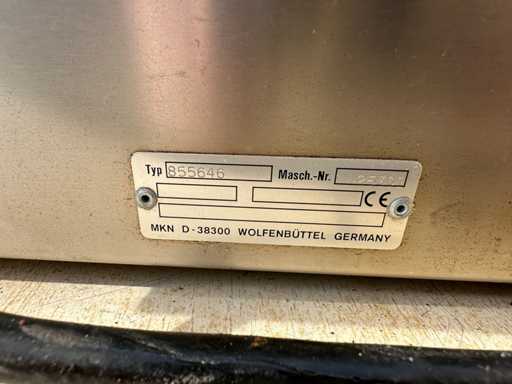 Typ 855646 Masch.-Nr.
CE
MKN D-38300 WOLFENBÜTTEL GERMANY